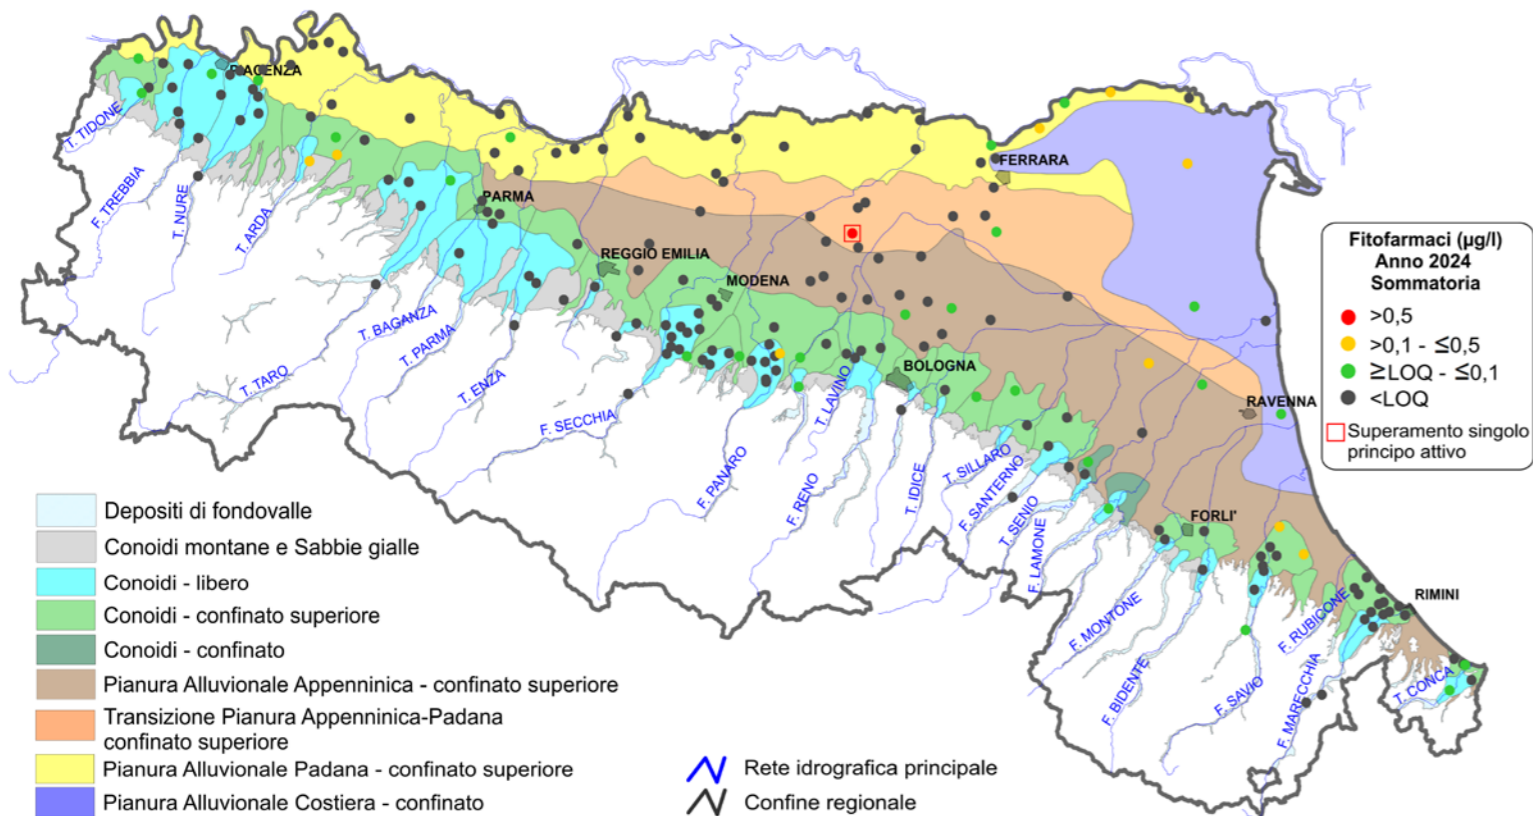 PIACENZA
T. TIDONE
F. TREBBIA
T. NURE
T. ARDA
PARMA
REGGIO EMILIA
MODENA
FERRARA
BOLOGNA
RAVENNA
FORLI'
RIMINI
T. TARO
T. BAGANZA
T. PARMA
T. ENZA
F. SECCHIA
F. PANARO
T. LAVINO
F. RENO
T. IDICE
T. SILLARO
F. SANTERNO
T. SENIO
F. LAMONE
F. MONTONE
F. BIDENTE
F. SAVIO
F. RUBICONE
F. MARECCHIA
T. CONCA
Fitofarmaci (µg/l)
Anno 2024
Sommatoria
>0,5
>0,1 - ≤0,5
≥LOQ - ≤0,1
<LOQ
Superamento singolo
principo attivo
Depositi di fondovalle
Conoidi montane e Sabbie gialle
Conoidi - libero
Conoidi - confinato superiore
Conoidi - confinato
Pianura Alluvionale Appenninica - confinato superiore
Transizione Pianura Appenninica-Padana
confinato superiore
Pianura Alluvionale Padana - confinato superiore
Pianura Alluvionale Costiera - confinato
Rete idrografica principale
Confine regionale